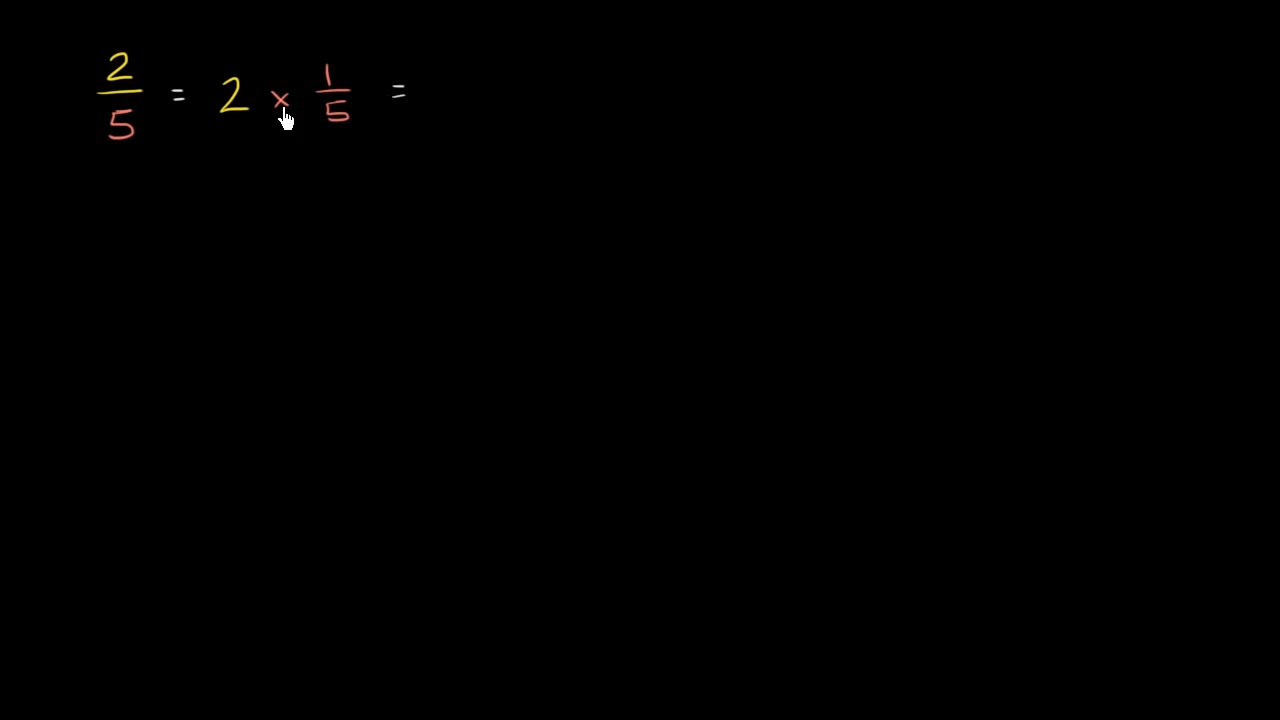 2/5 = 2 × 1/5 =